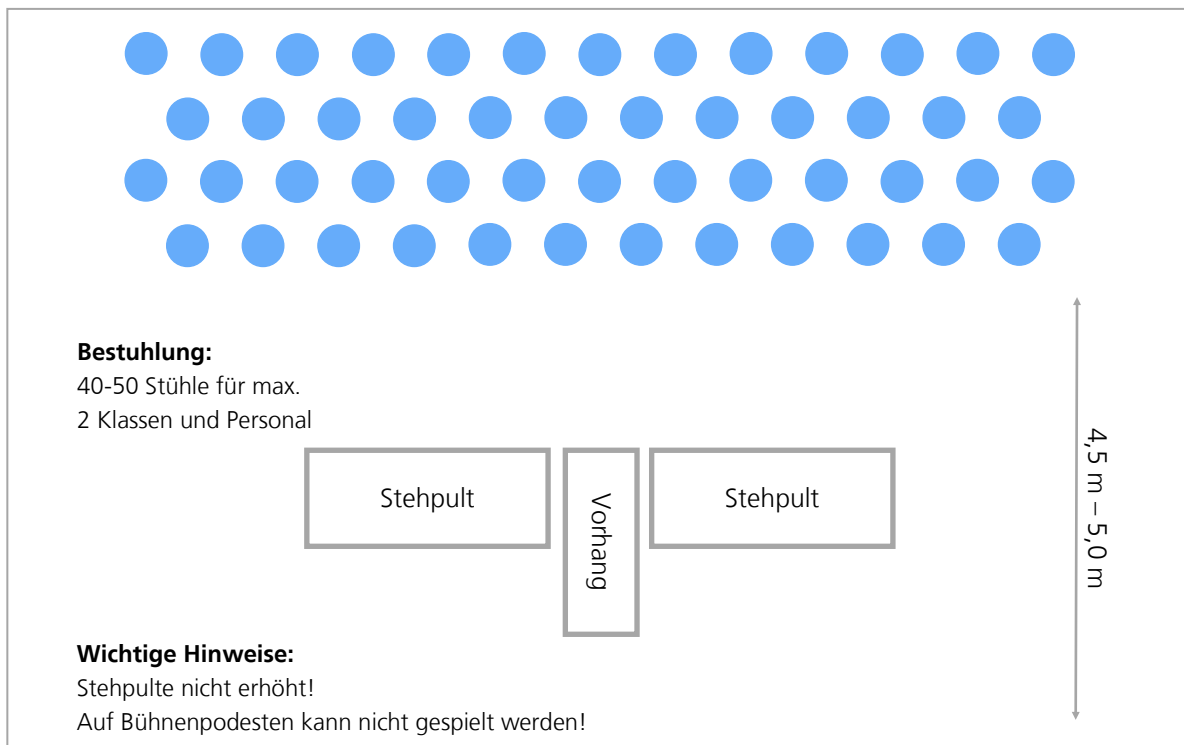 Bestuhlung:
40-50 Stühle für max.
2 Klassen und Personal
Stehpult
Vorhang
Stehpult
4,5 m – 5,0 m
Wichtige Hinweise:
Stehpulte nicht erhöht!
Auf Bühnenpodesten kann nicht gespielt werden!